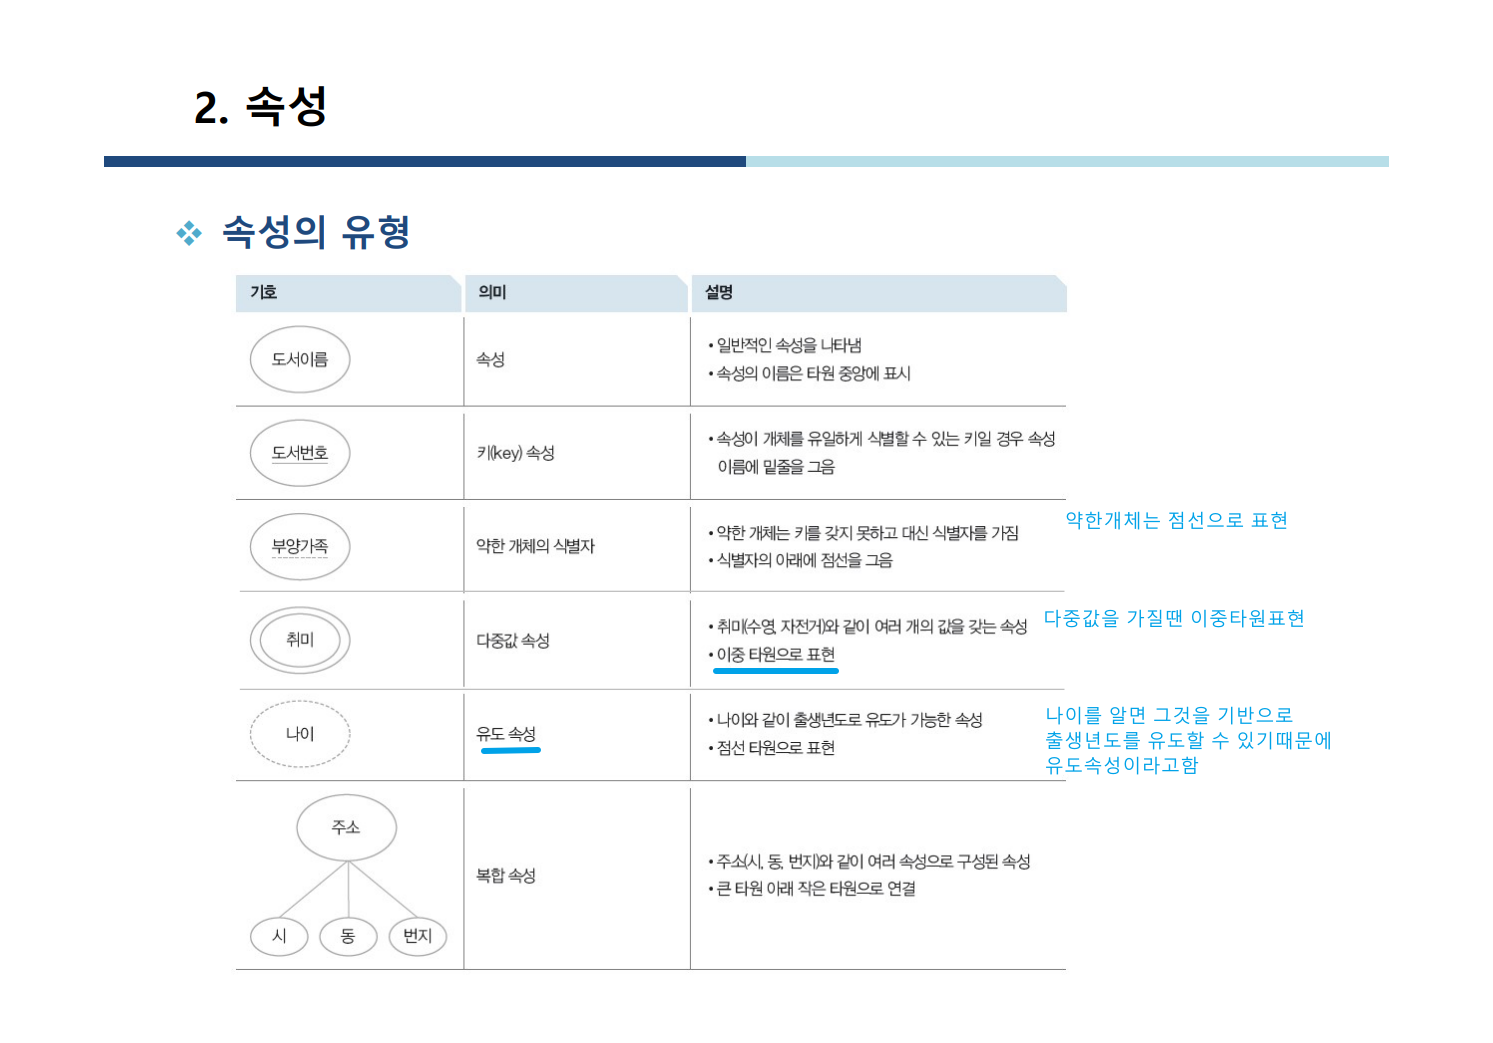 2. 속성
속성의 유형
기호 의미 설명
도서이름 속성
• 일반적인 속성을 나타냄
• 속성의 이름은 타원 중앙에 표시
도서번호 키(key) 속성
• 속성이 개체를 유일하게 식별할 수 있는 키일 경우 속성
이름에 밑줄을 그음
부양가족 약한 개체의 식별자
• 약한 개체는 키를 갖지 못하고 대신 식별자를 가짐
• 식별자의 아래에 점선을 그음
약한개체는 점선으로 표현
취미 다중값 속성
• 취미(수영, 자전거)와 같이 여러 개의 값을 갖는 속성
• 이중 타원으로 표현
다중값을 가질땐 이중타원표현
나이 유도 속성
• 나이와 같이 출생년도로 유도가 가능한 속성
• 점선 타원으로 표현
나이를 알면 그것을 기반으로
출생년도를 유도할 수 있기때문에
유도속성이라고함
주소
시 동 번지
복합 속성
• 주소(시, 동, 번지)와 같이 여러 속성으로 구성된 속성
• 큰 타원 아래 작은 타원으로 연결